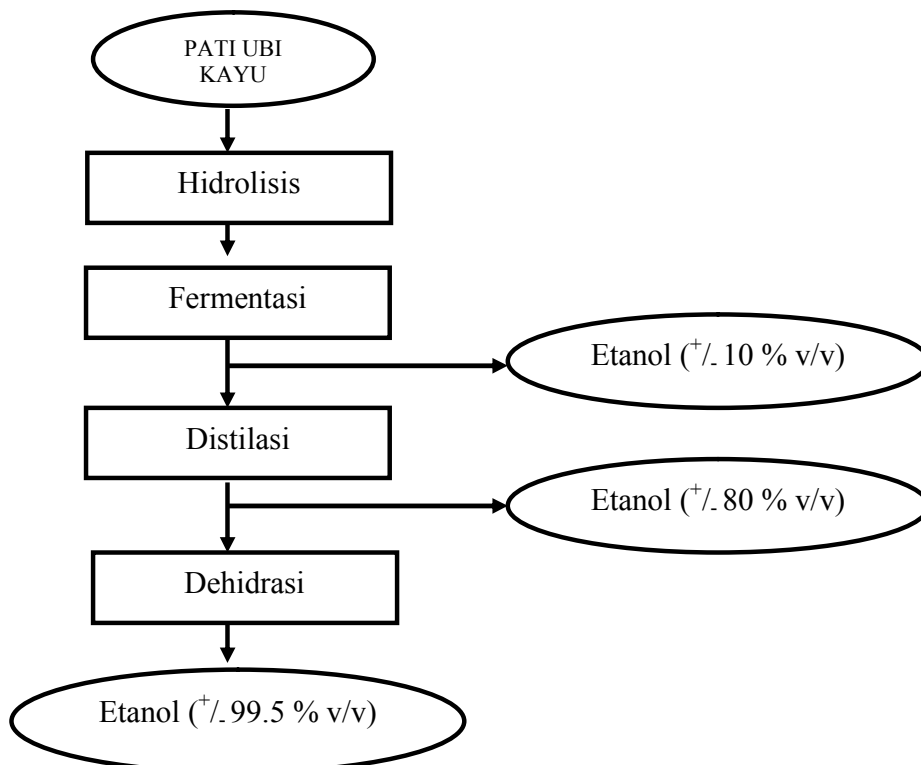 PATI UBI
KAYU
Hidrolisis
Fermentasi
Etanol (+/- 10 % v/v)
Distilasi
Etanol (+/- 80 % v/v)
Dehidrasi
Etanol (+/- 99.5 % v/v)